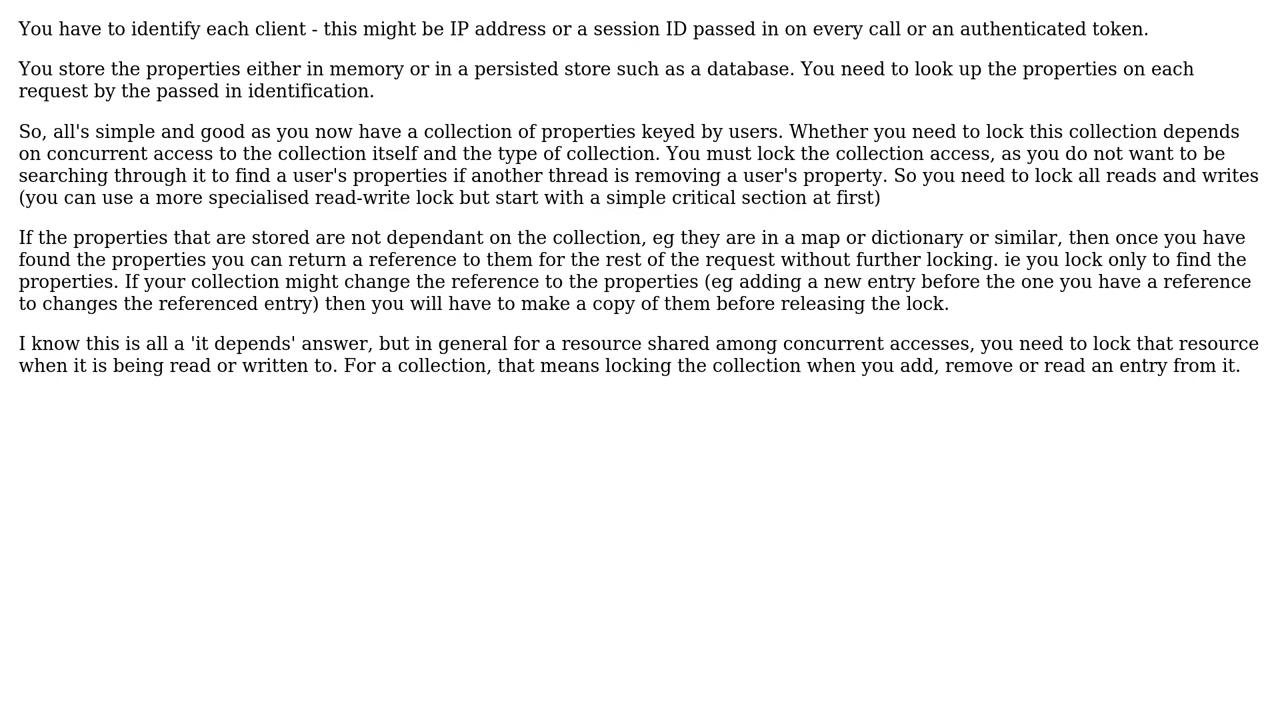 You have to identify each client - this might be IP address or a session ID passed in on every call or an authenticated token.
You store the properties either in memory or in a persisted store such as a database. You need to look up the properties on each
request by the passed in identification.
So, all's simple and good as you now have a collection of properties keyed by users. Whether you need to lock this collection depends
on concurrent access to the collection itself and the type of collection. You must lock the collection access, as you do not want to be
searching through it to find a user's properties if another thread is removing a user's property. So you need to lock all reads and writes
(you can use a more specialised read-write lock but start with a simple critical section at first)
If the properties that are stored are not dependant on the collection, eg they are in a map or dictionary or similar, then once you have
found the properties you can return a reference to them for the rest of the request without further locking. ie you lock only to find the
properties. If your collection might change the reference to the properties (eg adding a new entry before the one you have a reference
to changes the referenced entry) then you will have to make a copy of them before releasing the lock.
I know this is all a 'it depends' answer, but in general for a resource shared among concurrent accesses, you need to lock that resource
when it is being read or written to. For a collection, that means locking the collection when you add, remove or read an entry from it.